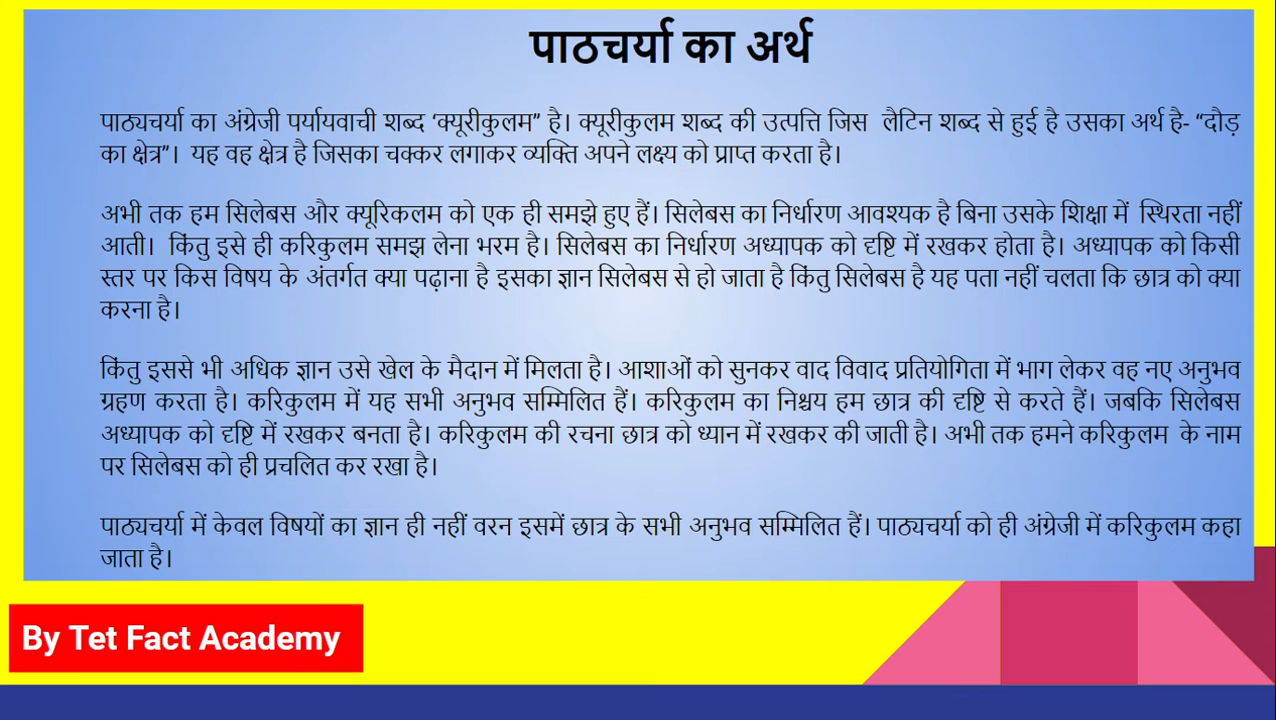 पाठचर्या का अर्थ
पाठ्यचर्या का अंग्रेजी पर्यायवाची शब्द ‘क्यूरीकुलम” है। क्यूरीकुलम शब्द की उत्पत्ति जिस लैटिन शब्द से हुई है उसका अर्थ है- “दौड़
का क्षेत्र”। यह वह क्षेत्र है जिसका चक्कर लगाकर व्यक्ति अपने लक्ष्य को प्राप्त करता है।
अभी तक हम सिलेबस और क्यूरिकलम को एक ही समझे हुए हैं। सिलेबस का निर्धारण आवश्यक है बिना उसके शिक्षा में स्थिरता नहीं
आती। किंतु इसे ही करिकुलम समझ लेना भरम है। सिलेबस का निर्धारण अध्यापक को दृष्टि में रखकर होता है। अध्यापक को किसी
स्तर पर किस विषय के अंतर्गत क्या पढ़ाना है इसका ज्ञान सिलेबस से हो जाता है किंतु सिलेबस है यह पता नहीं चलता कि छात्र को क्या
करना है।
किंतु इससे भी अधिक ज्ञान उसे खेल के मैदान में मिलता है। आशाओं को सुनकर वाद विवाद प्रतियोगिता में भाग लेकर वह नए अनुभव
ग्रहण करता है। करिकुलम में यह सभी अनुभव सम्मिलित हैं। करिकुलम का निश्चय हम छात्र की दृष्टि से करते हैं। जबकि सिलेबस
अध्यापक को दृष्टि में रखकर बनता है। करिकुलम की रचना छात्र को ध्यान में रखकर की जाती है। अभी तक हमने करिकुलम के नाम
पर सिलेबस को ही प्रचलित कर रखा है।
पाठ्यचर्या में केवल विषयों का ज्ञान ही नहीं वरन इसमें छात्र के सभी अनुभव सम्मिलित हैं। पाठ्यचर्या को ही अंग्रेजी में करिकुलम कहा
जाता है।
By Tet Fact Academy